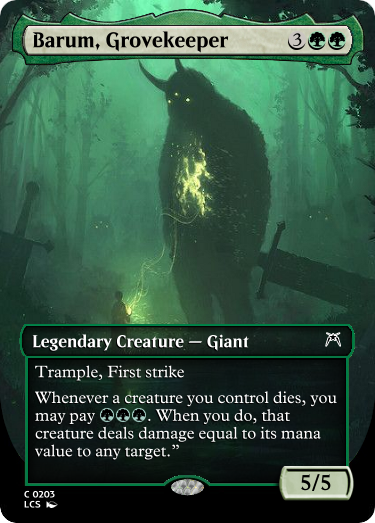 Barum, Grovekeeper 3
Legendary Creature — Giant
Trample, First strike
Whenever a creature you control dies, you
may pay . When you do, that
creature deals damage equal to its mana
value to any target.”
5/5
C 0203
LCS